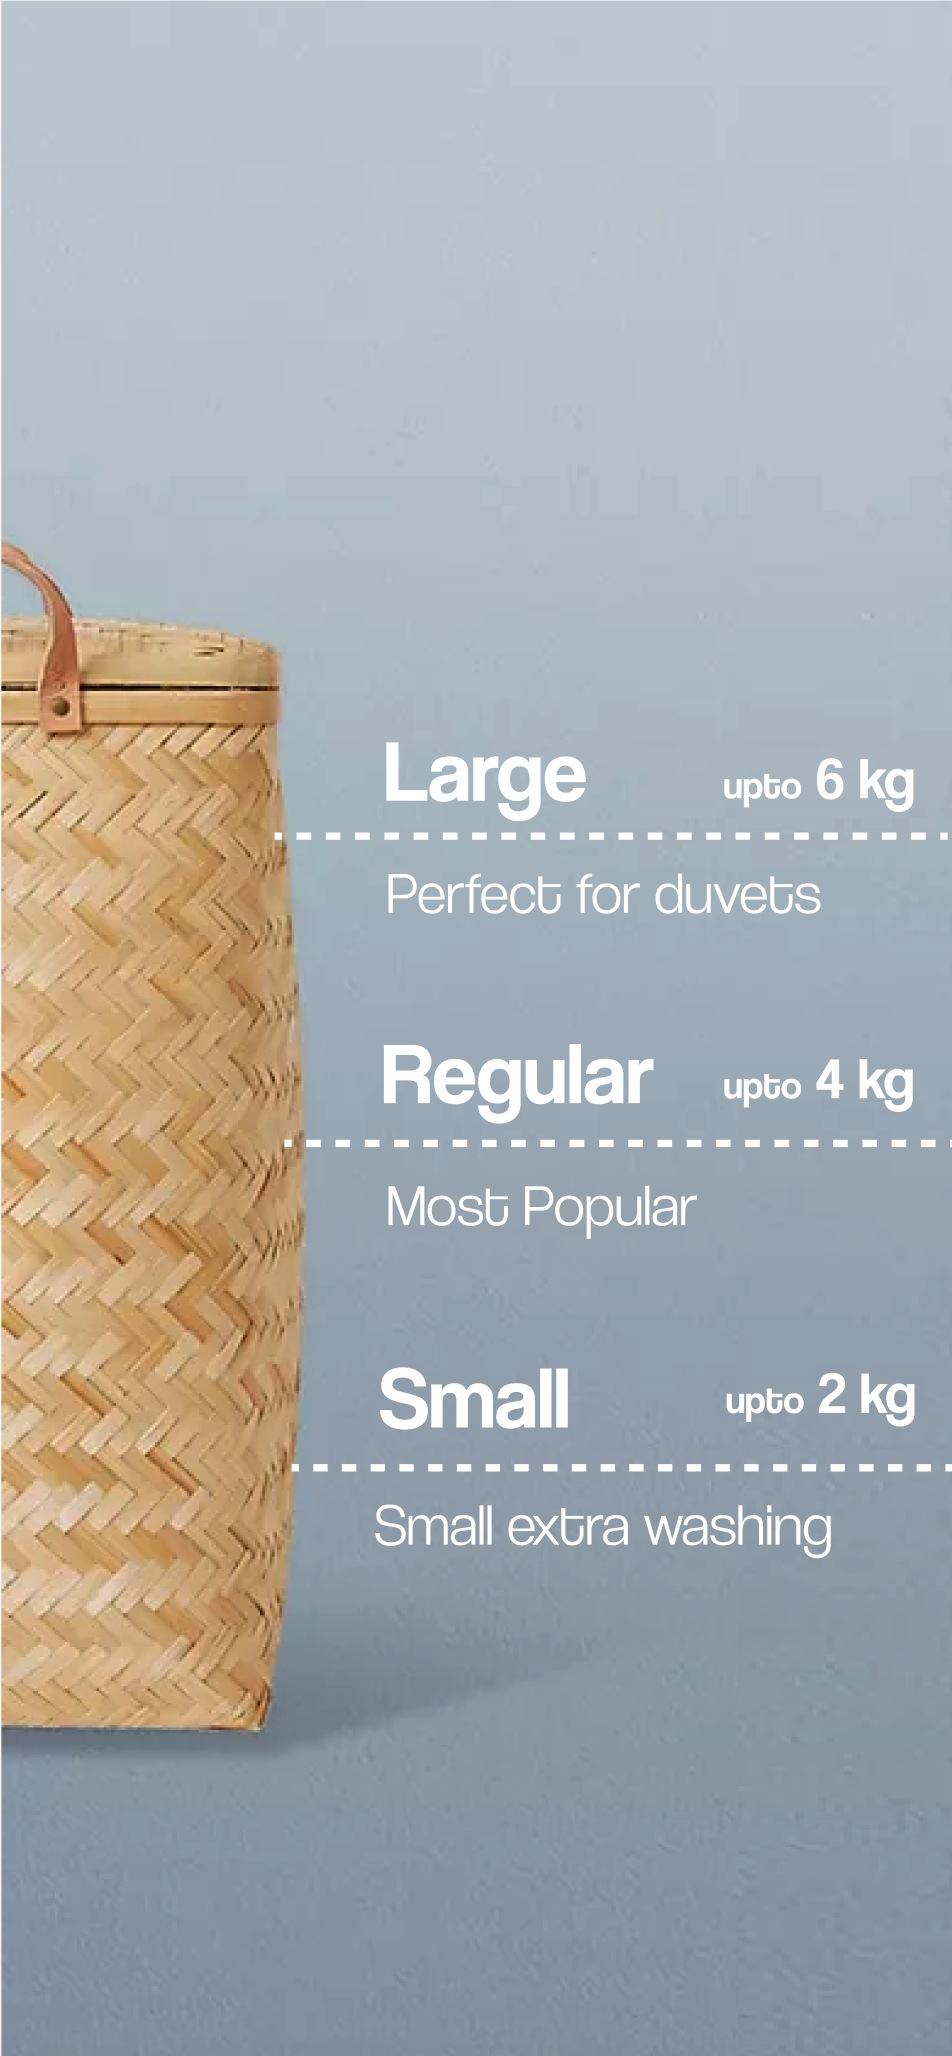 Large upto 6 kg
Perfect for duvets
Regular upto 4 kg
Most Popular
Small upto 2 kg
Small extra washing